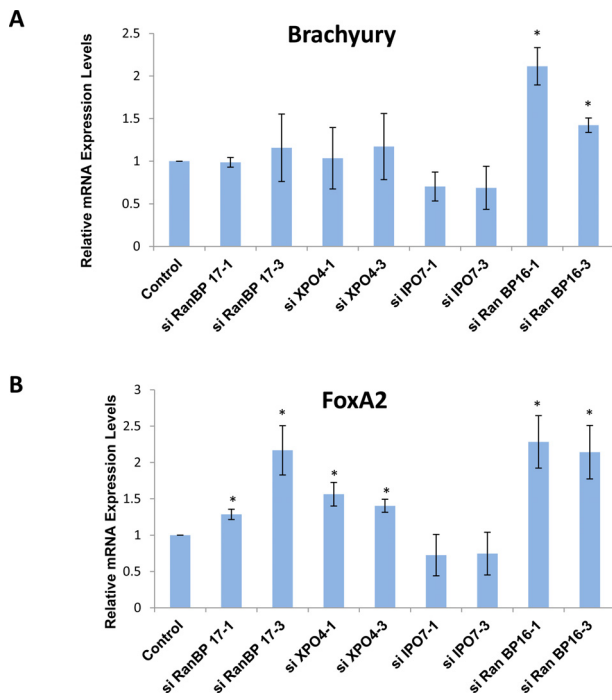 A
Brachyury
Relative mRNA Expression Levels
2.5
2
1.5
1
0.5
0
*
*
Control
si RanBP 17-1
si RanBP 17-3
si XPO4-1
si XPO4-3
si IPO7-1
si IPO7-3
si Ran BP16-1
si Ran BP16-3
B
FoxA2
Relative mRNA Expression Levels
3
2.5
2
1.5
1
0.5
0
*
*
*
*
*
*
Control
si RanBP 17-1
si RanBP 17-3
si XPO4-1
si XPO4-3
si IPO7-1
si IPO7-3
si Ran BP16-1
si Ran BP16-3